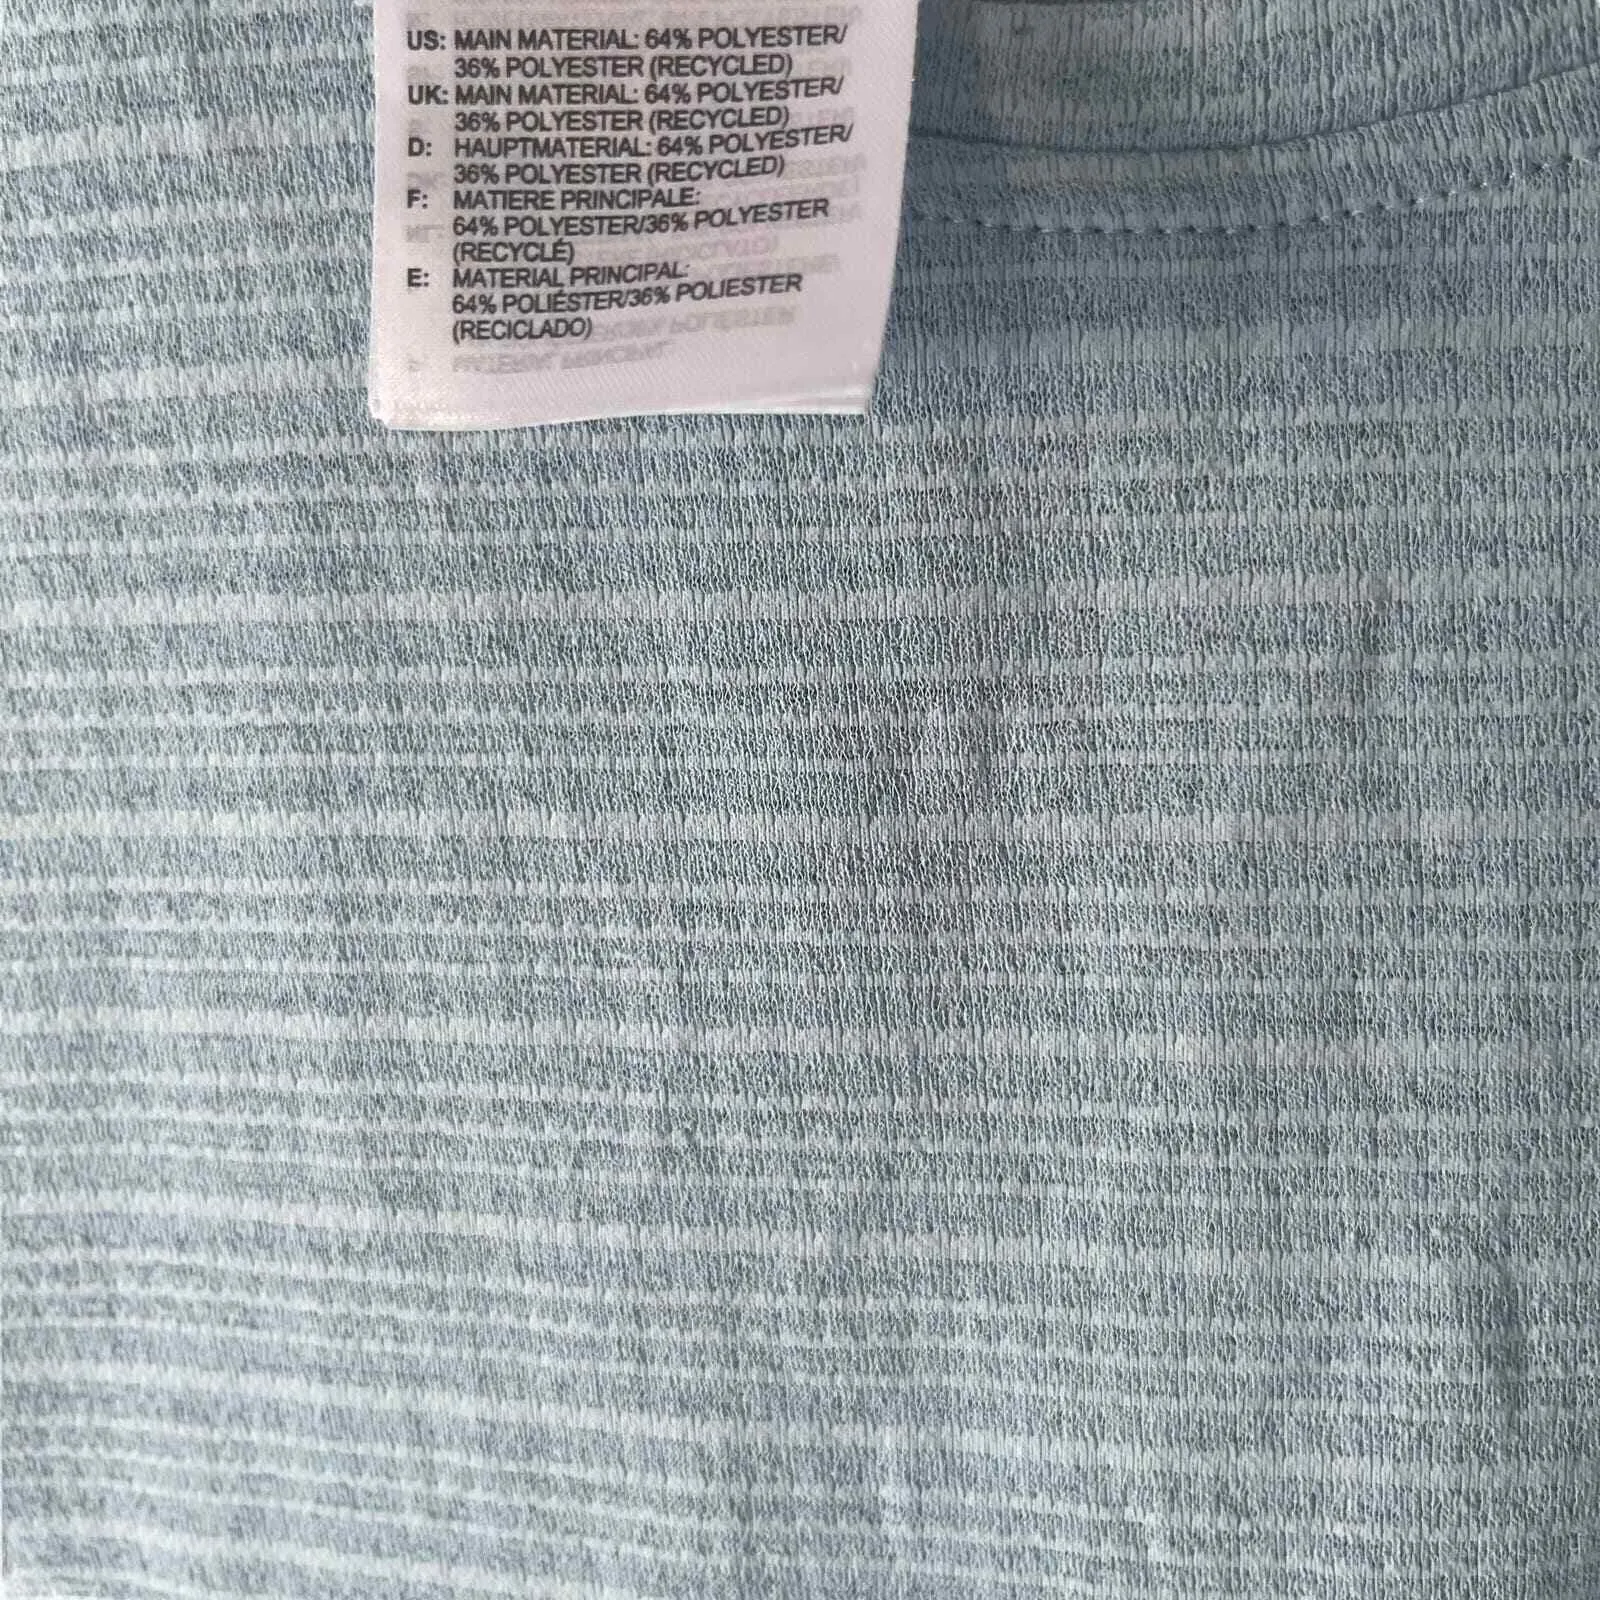 US: MAIN MATERIAL: 64% POLYESTER/
36% POLYESTER (RECYCLED)
UK: MAIN MATERIAL: 64% POLYESTER/
36% POLYESTER (RECYCLED)
D: HAUPTMATERIAL: 64% POLYESTER/
36% POLYESTER (RECYCLED)
F: MATIERE PRINCIPALE:
64% POLYESTER/36% POLYESTER
(RECYCLÉ)
E: MATERIAL PRINCIPAL:
64% POLIÉSTER/36% POLIESTER
(RECICLADO)